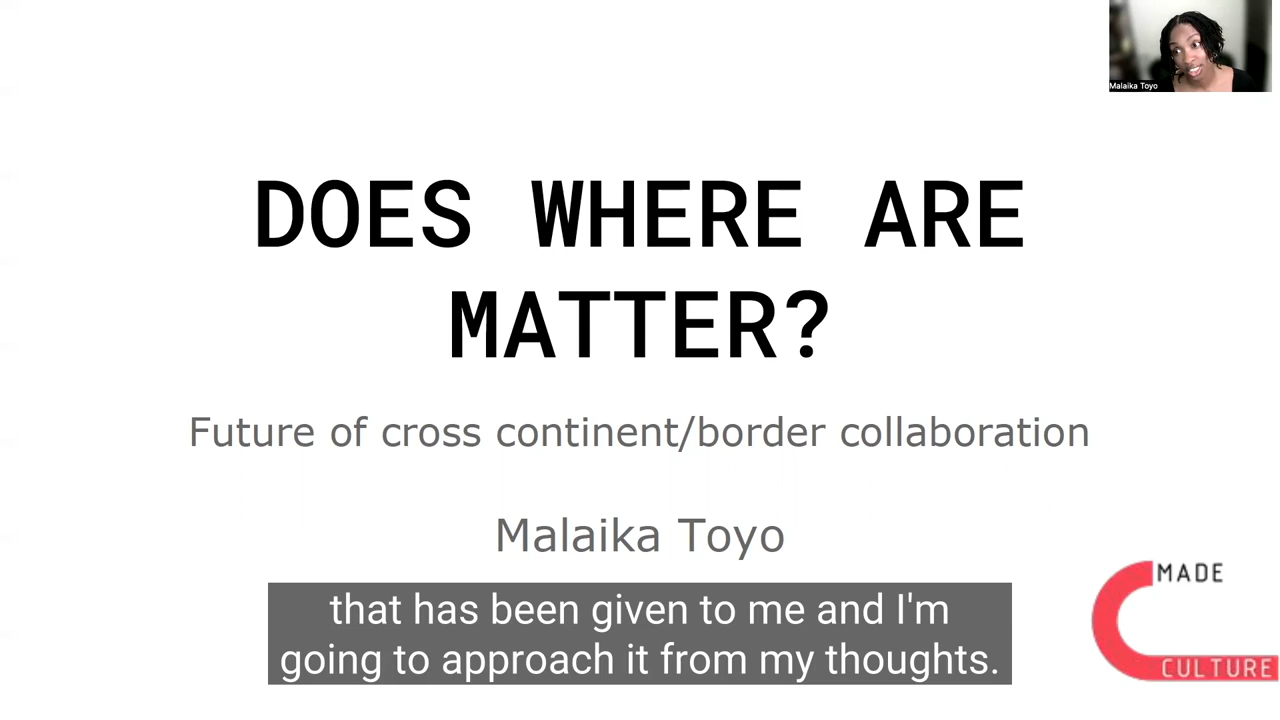 Malaika Toyo
DOES WHERE ARE
MATTER?
Future of cross continent/border collaboration
Malaika Toyo
that has been given to me and I'm
going to approach it from my thoughts.
MADE
CULTURE